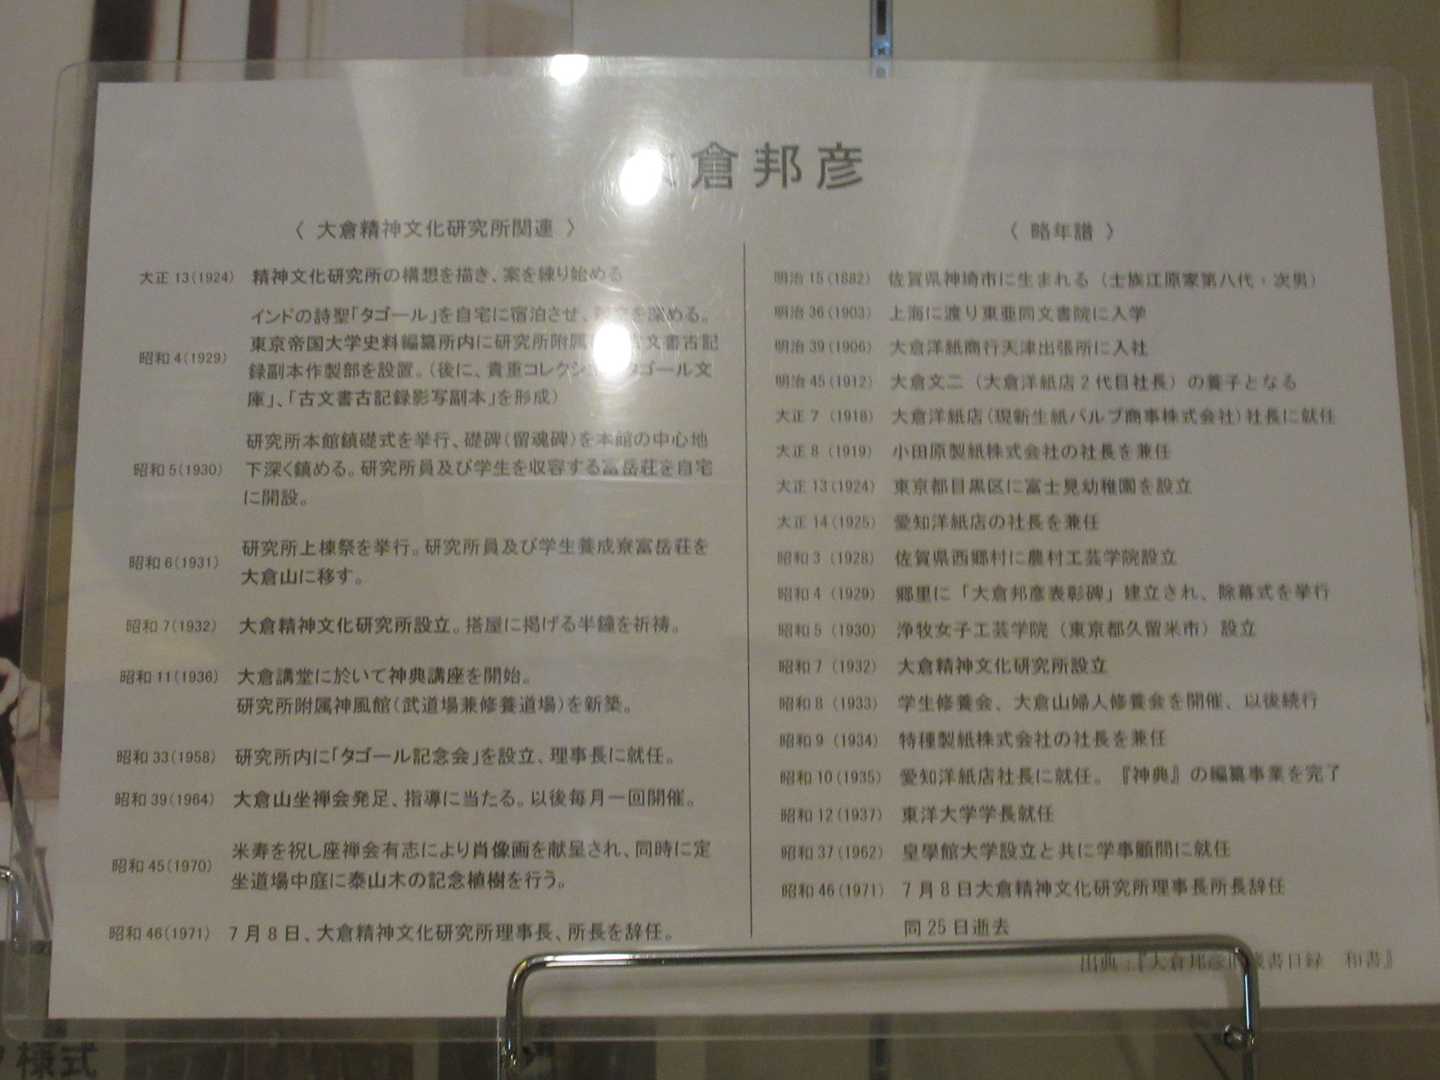 倉邦彦
〈 大倉精神文化研究所関連 〉
大正 13(1924) 精神文化研究所の構想を描き、案を練り始める
インドの詩聖｢タゴール｣を自宅に宿泊させ、を深める。
昭和 4(1929) 東京帝国大学史料編纂所内に研究所附属 古文書古記
録副本作製部を設置。(後に、貴重コレクション タゴール文
庫｣、｢古文書古記録影写副本｣を形成)
研究所本館鎮礎式を挙行、礎碑(留魂碑)を本館の中心地
昭和 5(1930) 下深く鎮める。研究所員及び学生を収容する富岳荘を自宅
に開設。
昭和 6(1931) 研究所上棟祭を挙行。研究所員及び学生養成寮富岳荘を
大倉山に移す。
昭和 7(1932) 大倉精神文化研究所設立。搭屋に掲げる半鐘を祈祷。
昭和 11(1936) 大倉講堂に於いて神典講座を開始。
研究所附属神風館(武道場兼修養道場)を新築。
昭和 33(1958) 研究所内に｢タゴール記念会｣を設立、理事長に就任。
昭和 39(1964) 大倉山坐禅会発足、指導に当たる。以後毎月一回開催。
昭和 45(1970) 米寿を祝し座禅会有志により肖像画を献呈され、同時に定
坐道場中庭に泰山木の記念植樹を行う。
昭和 46(1971) 7 月 8 日、大倉精神文化研究所理事長、所長を辞任。
〈 略年譜 〉
明治 15(1882) 佐賀県神埼市に生まれる（士族江原家第八代・次男）
明治 36(1903) 上海に渡り東亜同文書院に入学
明治 39(1906) 大倉洋紙商行天津出張所に入社
明治 45(1912) 大倉文二（大倉洋紙店 2 代目社長）の養子となる
大正 7 (1918) 大倉洋紙店(現新生紙パルプ商事株式会社)社長に就任
大正 8 (1919) 小田原製紙株式会社の社長を兼任
大正 13(1924) 東京都目黒区に富士見幼稚園を設立
大正 14(1925) 愛知洋紙店の社長を兼任
昭和 3 (1928) 佐賀県西郷村に農村工芸学院設立
昭和 4 (1929) 郷里に「大倉邦彦表彰碑」建立され、除幕式を挙行
昭和 5 (1930) 浄牧女子工芸学院（東京都久留米市）設立
昭和 7 (1932) 大倉精神文化研究所設立
昭和 8 (1933) 学生修養会、大倉山婦人修養会を開催、以後続行
昭和 9 (1934) 特種製紙株式会社の社長を兼任
昭和 10(1935) 愛知洋紙店社長に就任。『神典』の編纂事業を完了
昭和 12(1937) 東洋大学学長就任
昭和 37(1962) 皇學館大学設立と共に学事顧問に就任
昭和 46(1971) 7 月 8 日大倉精神文化研究所理事長所長辞任
同 25 日逝去
出典：『大倉邦彦旧蔵書目録 和書』
様式